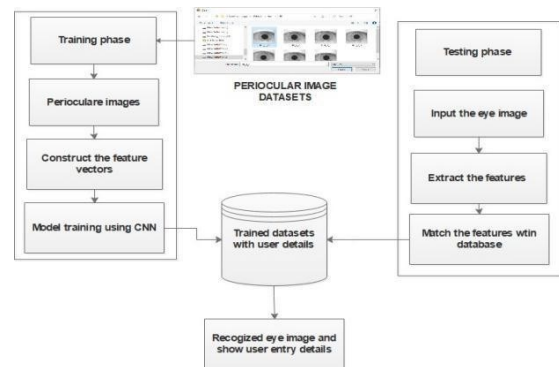 Training phase
Perioculare images
Construct the feature
vectors
Model training using CNN
PERIOCULAR IMAGE
DATASETS
Testing phase
Input the eye image
Extract the features
Match the features wtin
database
Trained datasets
with user details
Recogized eye image and
show user entry details